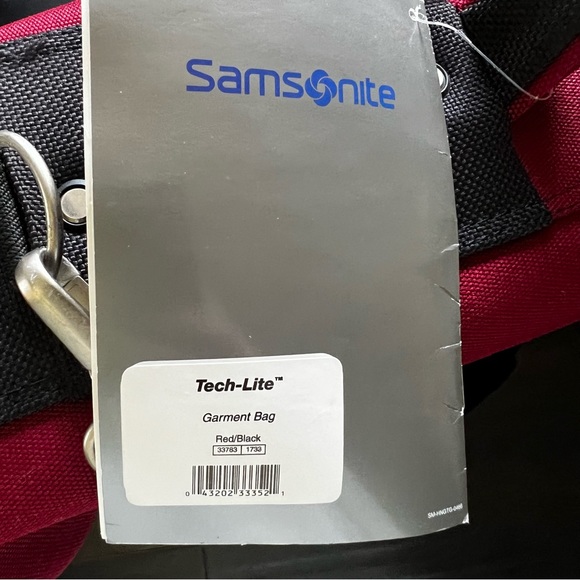 Samsonite
Tech-Lite™
Garment Bag
Red/Black
33783 1733
0 43202 33352 1